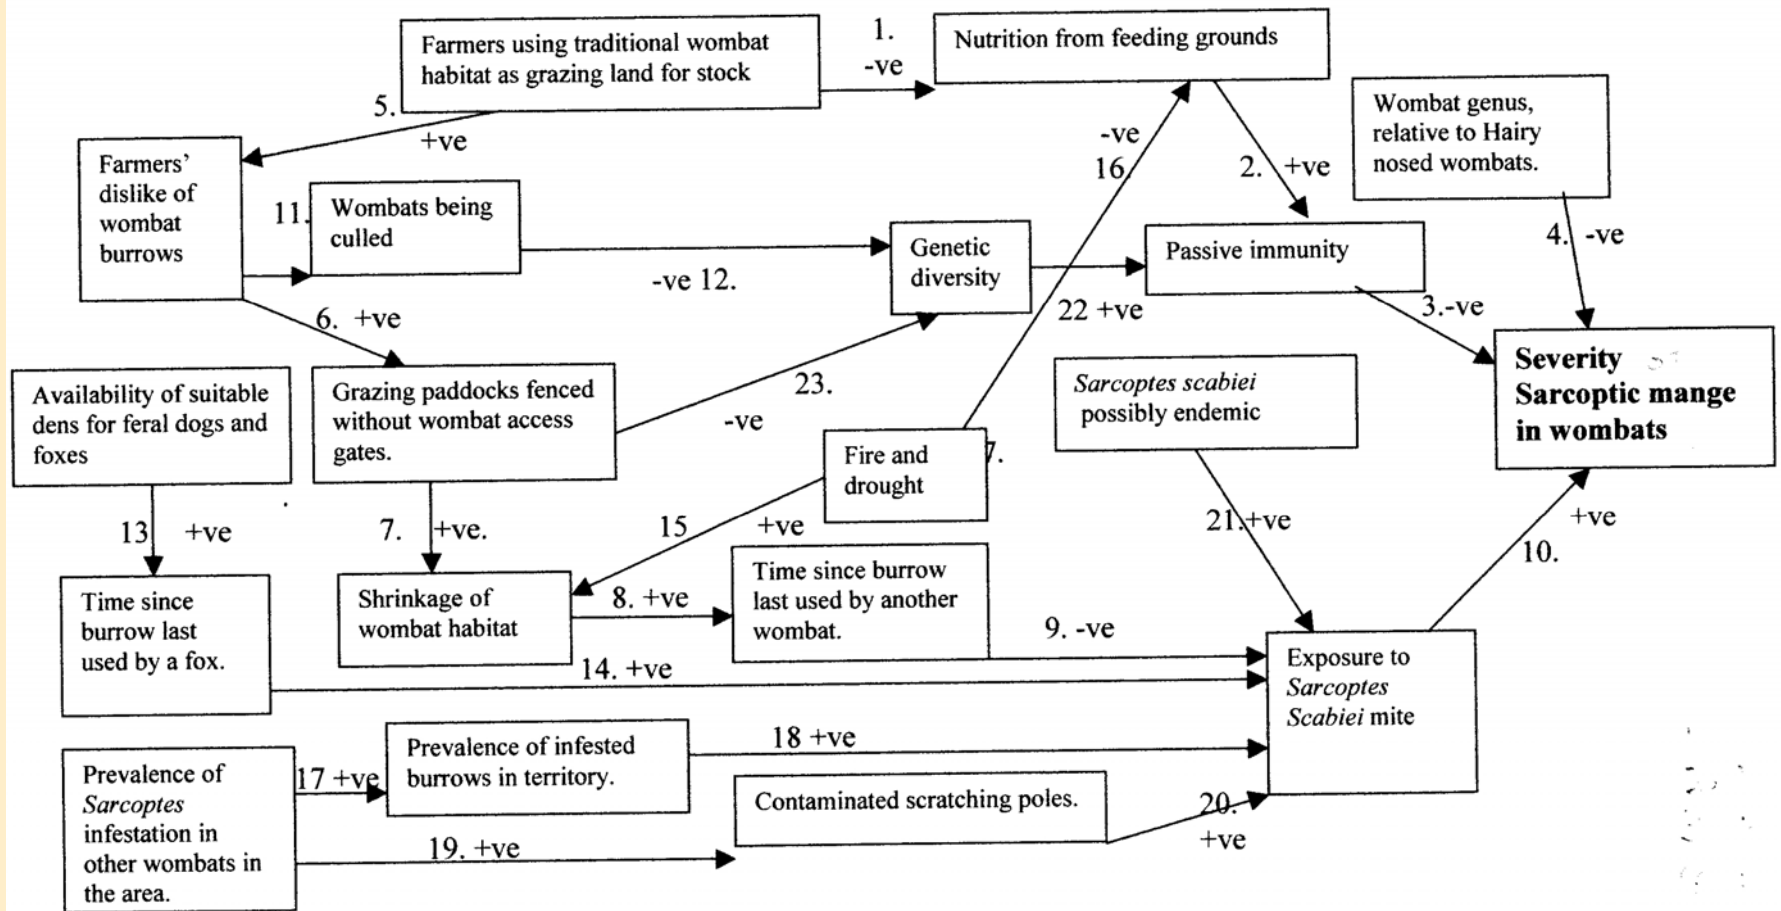 1.
-ve
Farmers using traditional wombat
habitat as grazing land for stock
Nutrition from feeding grounds
5.
+ve
Wombat genus,
relative to Hairy
nosed wombats.
-ve
16
2. +ve
4. -ve
Farmers’
dislike of
wombat
burrows
11.
Wombats being
culled
-ve 12.
Genetic
diversity
22 +ve
Passive immunity
3.-ve
6. +ve
Severity
Sarcoptic mange
in wombats
Availability of suitable
dens for feral dogs and
foxes
Grazing paddocks fenced
without wombat access
gates.
23.
-ve
Sarcoptes scabiei
possibly endemic
Fire and
drought
7.
13 +ve
7. +ve.
15 +ve
21.+ve
+ve
10.
Time since
burrow last
used by a fox.
Shrinkage of
wombat habitat
8. +ve
Time since burrow
last used by another
wombat.
9. -ve
14. +ve
Exposure to
Sarcoptes
Scabiei mite
Prevalence of
Sarcoptes
infestation in
other wombats in
the area.
17 +ve
Prevalence of infested
burrows in territory.
18 +ve
Contaminated scratching poles.
19. +ve
20.
+ve